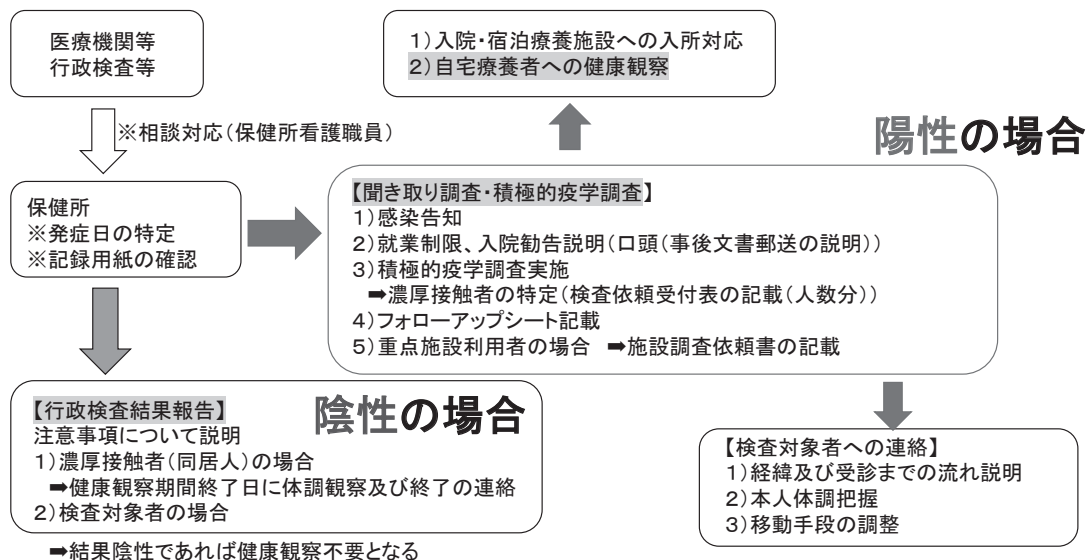 医療機関等
行政検査等
※相談対応(保健所看護職員)
保健所
※発症日の特定
※記録用紙の確認
1)入院・宿泊療養施設への入所対応
2)自宅療養者への健康観察
陽性の場合
【聞き取り調査・積極的疫学調査】
1)感染告知
2)就業制限、入院勧告説明(口頭(事後文書郵送の説明))
3)積極的疫学調査実施
➡濃厚接触者の特定(検査依頼受付表の記載(人数分))
4)フォローアップシート記載
5)重点施設利用者の場合 ➡施設調査依頼書の記載
陰性の場合
【行政検査結果報告】
注意事項について説明
1)濃厚接触者(同居人)の場合
➡健康観察期間終了日に体調観察及び終了の連絡
2)検査対象者の場合
➡結果陰性であれば健康観察不要となる
【検査対象者への連絡】
1)経緯及び受診までの流れ説明
2)本人体調把握
3)移動手段の調整